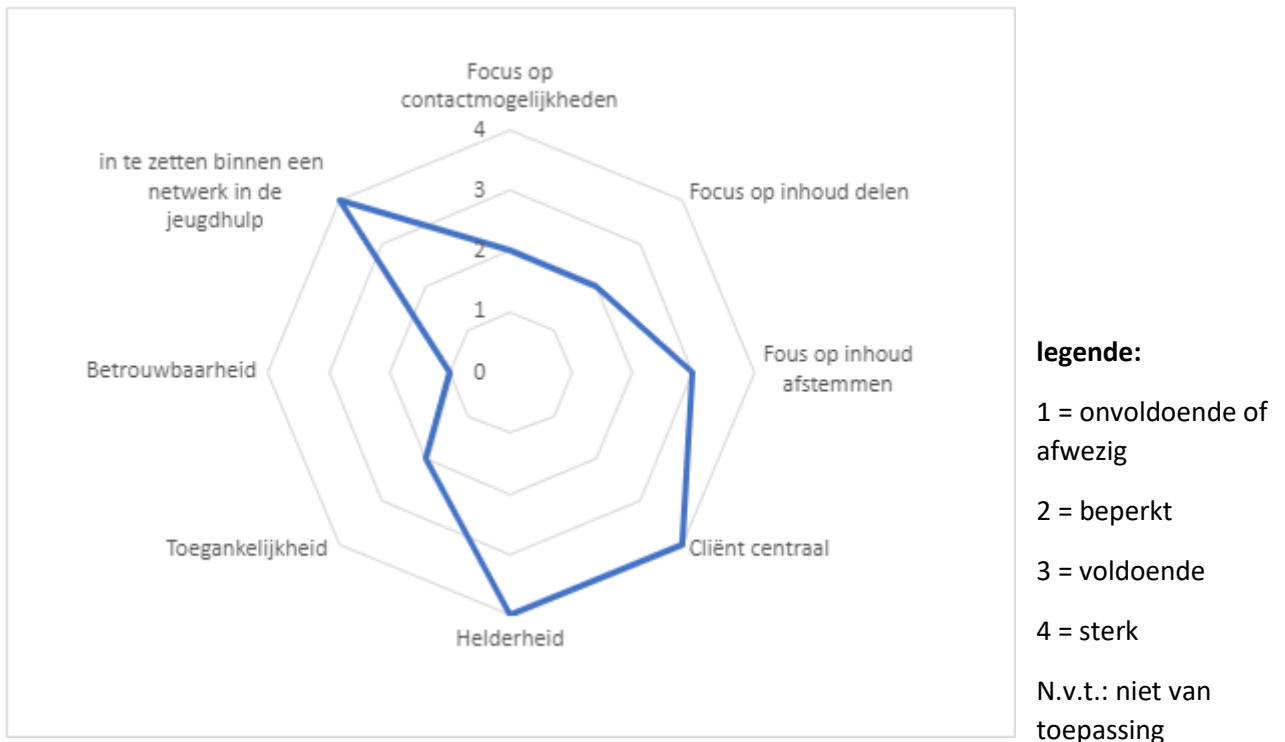 Focus op
contactmogelijkheden
4
in te zetten binnen een
netwerk in de
jeugdhulp
3
Focus op inhoud delen
2
1
Betrouwbaarheid
0
Fous op inhoud
afstemmen
Toegankelijkheid
Cliënt centraal
Helderheid
legende:
1 = onvoldoende of
afwezig
2 = beperkt
3 = voldoende
4 = sterk
N.v.t.: niet van
toepassing